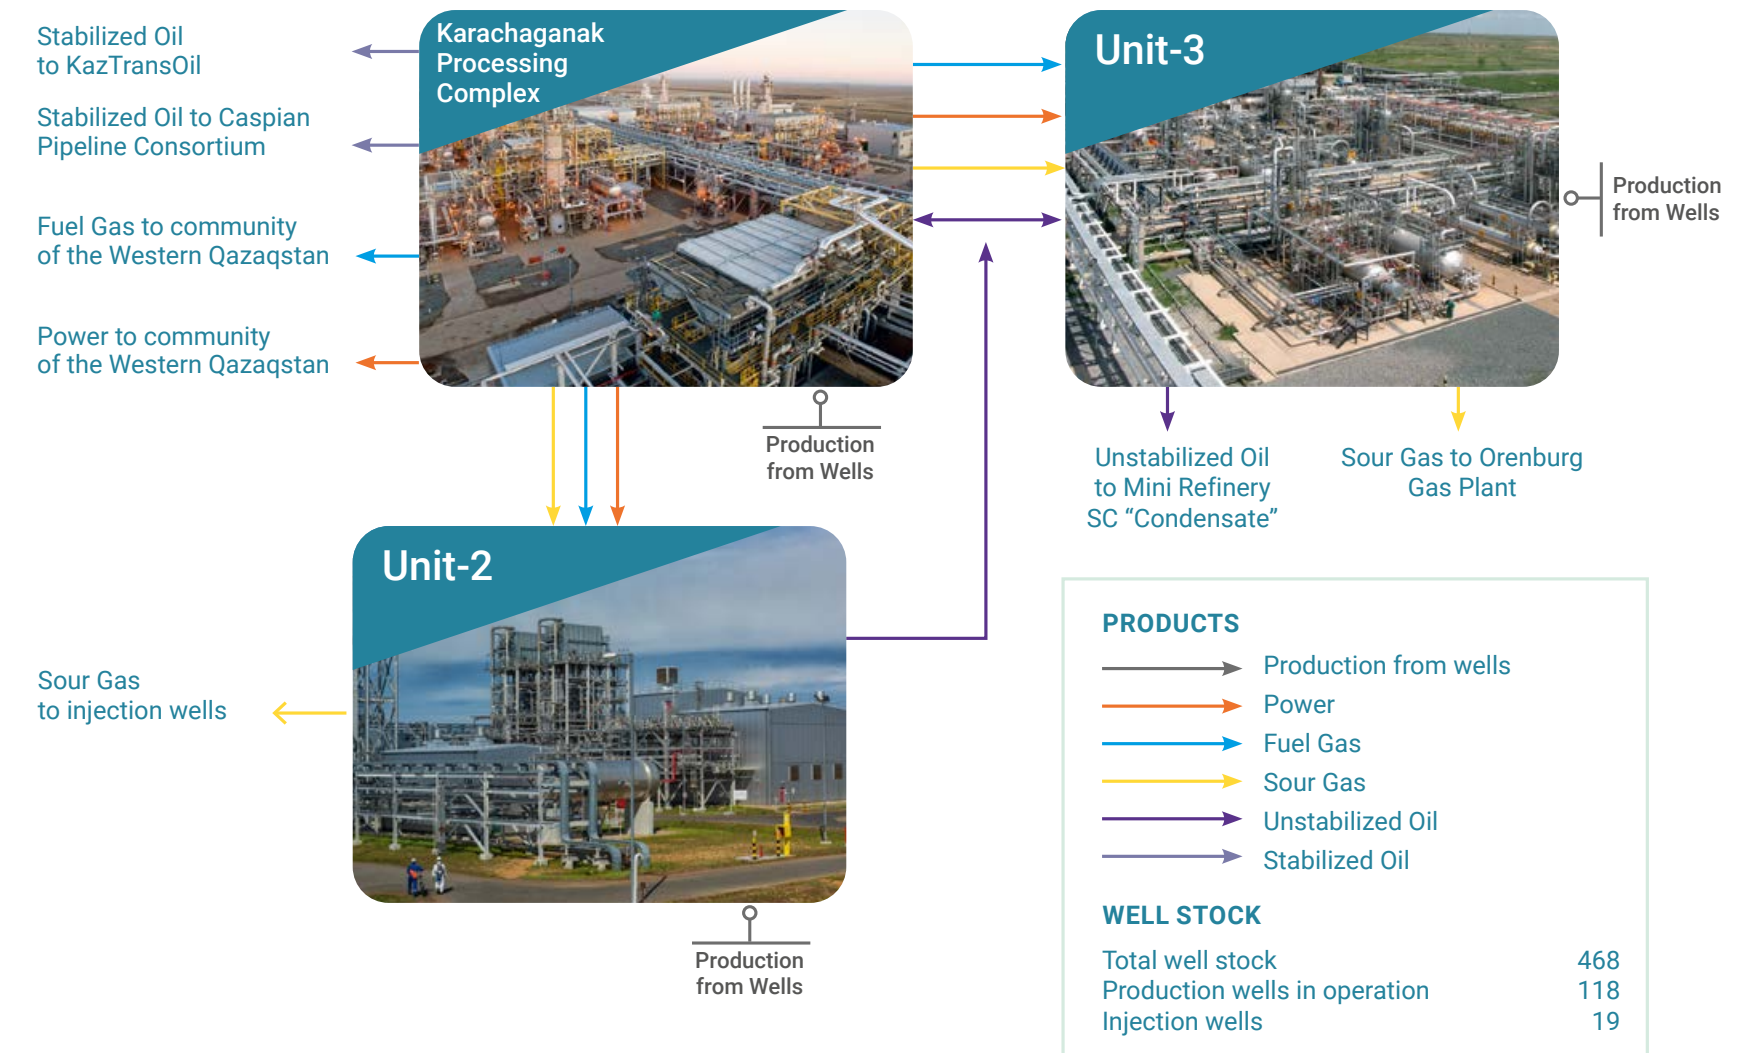 Stabilized Oil
to KazTransOil
Stabilized Oil to Caspian
Pipeline Consortium
Fuel Gas to community
of the Western Qazaqstan
Power to community
of the Western Qazaqstan
Karachaganak
Processing
Complex
Production
from Wells
Unit-3
Production
from Wells
Unstabilized Oil
to Mini Refinery
SC “Condensate”
Sour Gas to Orenburg
Gas Plant
Unit-2
Sour Gas
to injection wells
Production
from Wells
PRODUCTS
Production from wells
Power
Fuel Gas
Sour Gas
Unstabilized Oil
Stabilized Oil
WELL STOCK
Total well stock 468
Production wells in operation 118
Injection wells 19